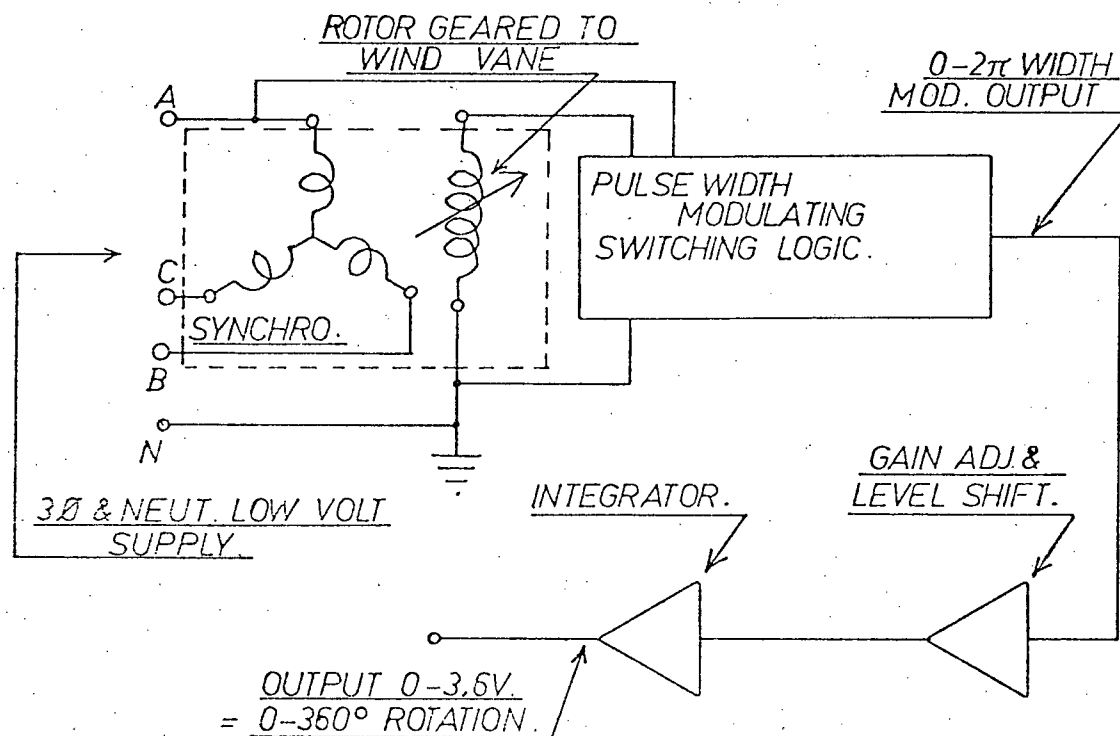 ROTOR GEARED TO
WIND VANE
0-2π WIDTH
MOD. OUTPUT
A
PULSE WIDTH
MODULATING
SWITCHING LOGIC.
C
SYNCHRO.
B
N
3Ø & NEUT. LOW VOLT
SUPPLY.
INTEGRATOR.
GAIN ADJ. &
LEVEL SHIFT.
OUTPUT 0-3.6V.
= 0-360° ROTATION.